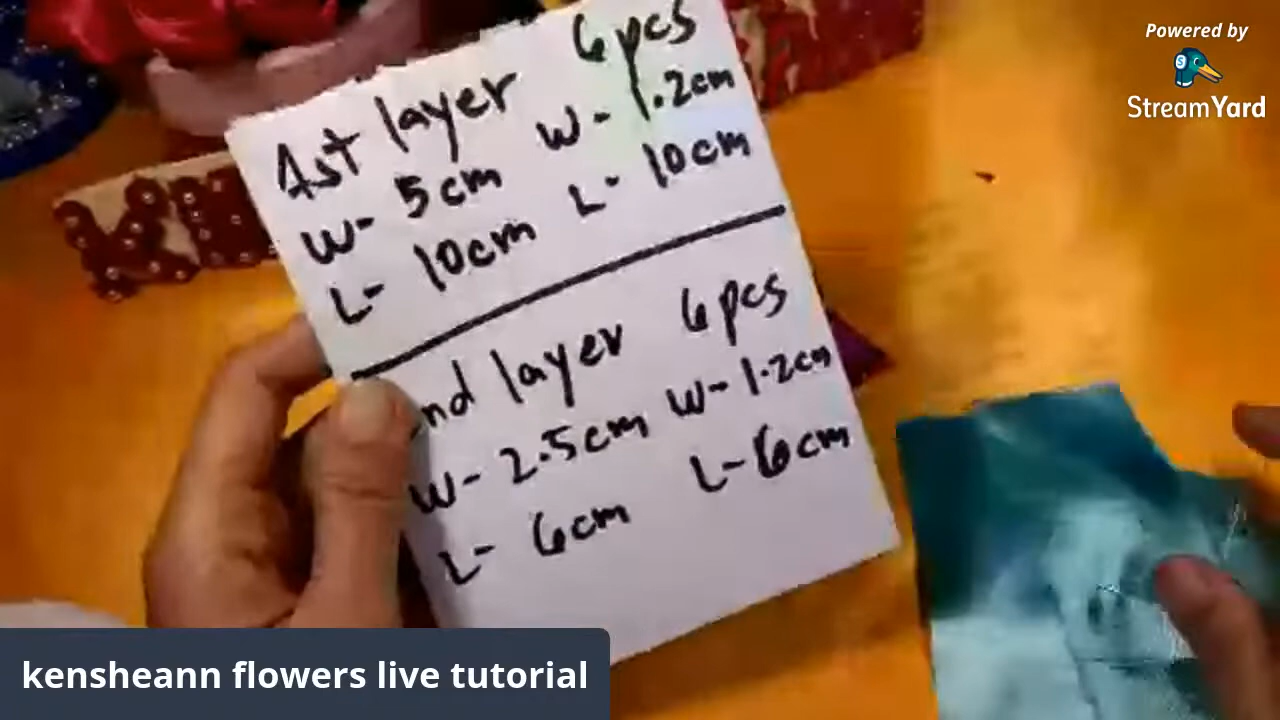 1st layer 6pcs
W- 5cm W- 1.2cm
L- 10cm L- 10cm
nd layer 6pcs
W- 2.5cm W- 1.2cm
L- 6cm L- 6cm
Powered by
StreamYard
kensheann flowers live tutorial